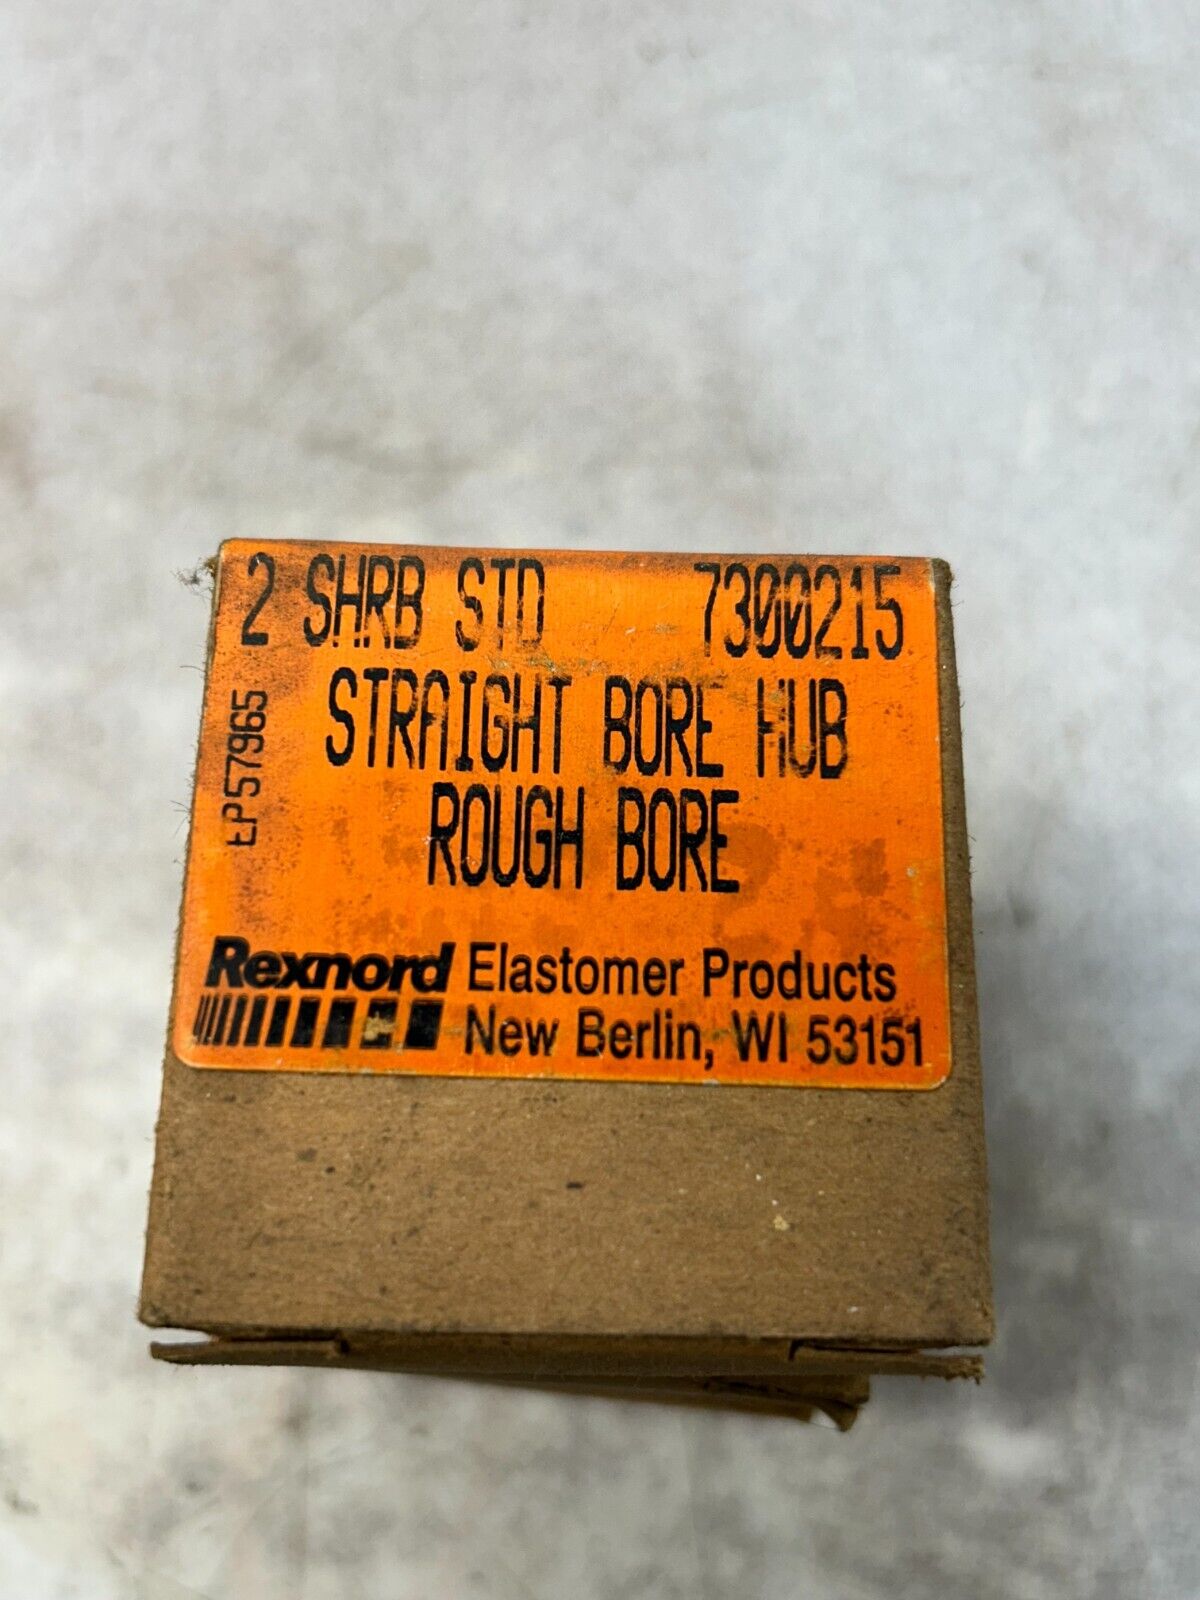 2 SHRB STD 7300215
STRAIGHT BORE HUB
ROUGH BORE
EP57965
Rexnord Elastomer Products
New Berlin, WI 53151